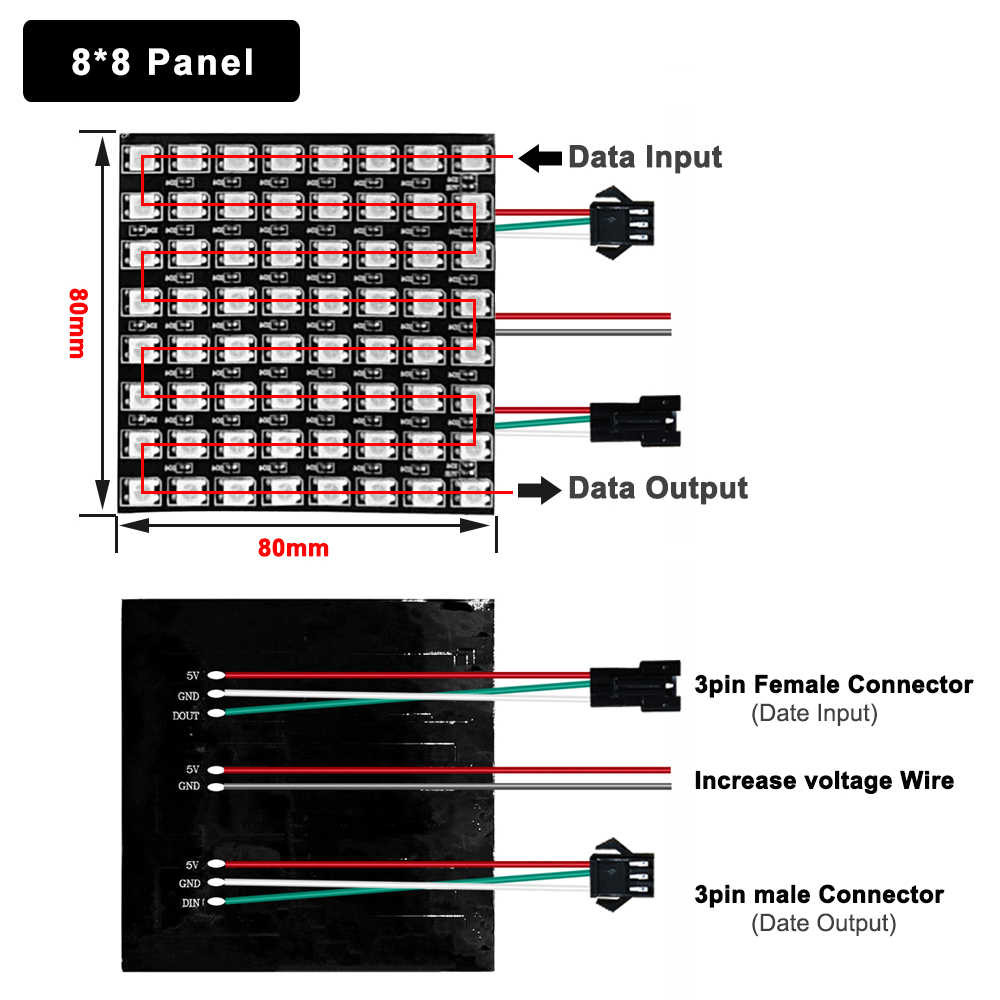 8*8 Panel
Data Input
80mm
Data Output
80mm
5V
GND
DOUT
3pin Female Connector
(Date Input)
5V
GND
Increase voltage Wire
5V
GND
DIN
3pin male Connector
(Date Output)